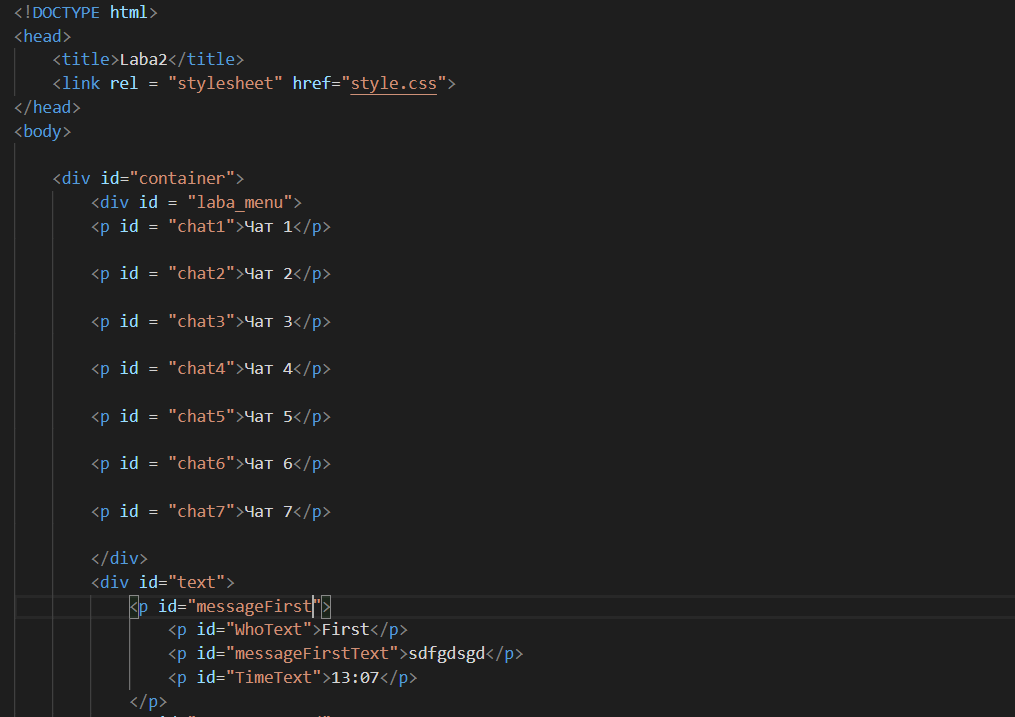 <!DOCTYPE html>
<head>
    <title>Laba2</title>
    <link rel = "stylesheet" href="style.css">
</head>
<body>
    <div id="container">
        <div id = "laba_menu">
        <p id = "chat1">Чат 1</p>
        <p id = "chat2">Чат 2</p>
        <p id = "chat3">Чат 3</p>
        <p id = "chat4">Чат 4</p>
        <p id = "chat5">Чат 5</p>
        <p id = "chat6">Чат 6</p>
        <p id = "chat7">Чат 7</p>
        </div>
        <div id="text">
            <p id="messageFirst">
                <p id="WhoText">First</p>
                <p id="messageFirstText">sdfgdsgd</p>
                <p id="TimeText">13:07</p>
            </p>